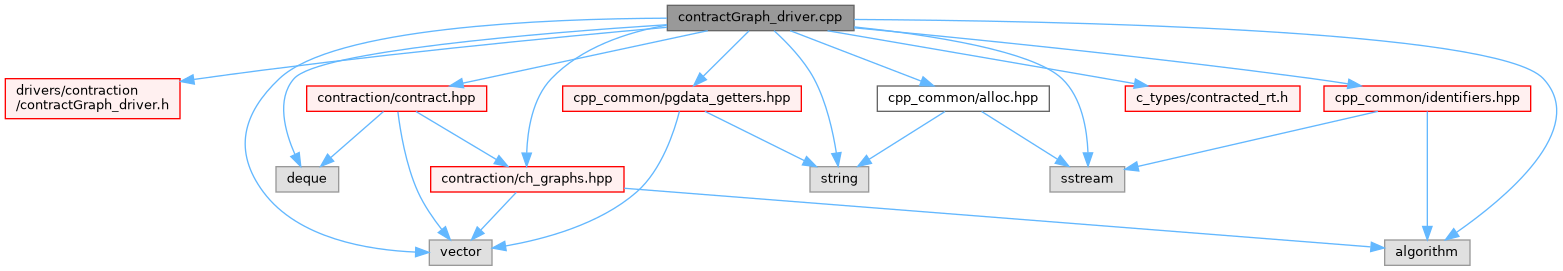 contractGraph_driver.cpp
drivers/contraction
/contractGraph_driver.h
contraction/contract.hpp
cpp_common/pgdata_getters.hpp
cpp_common/alloc.hpp
c_types/contracted_rt.h
cpp_common/identifiers.hpp
deque
contraction/ch_graphs.hpp
string
sstream
vector
algorithm